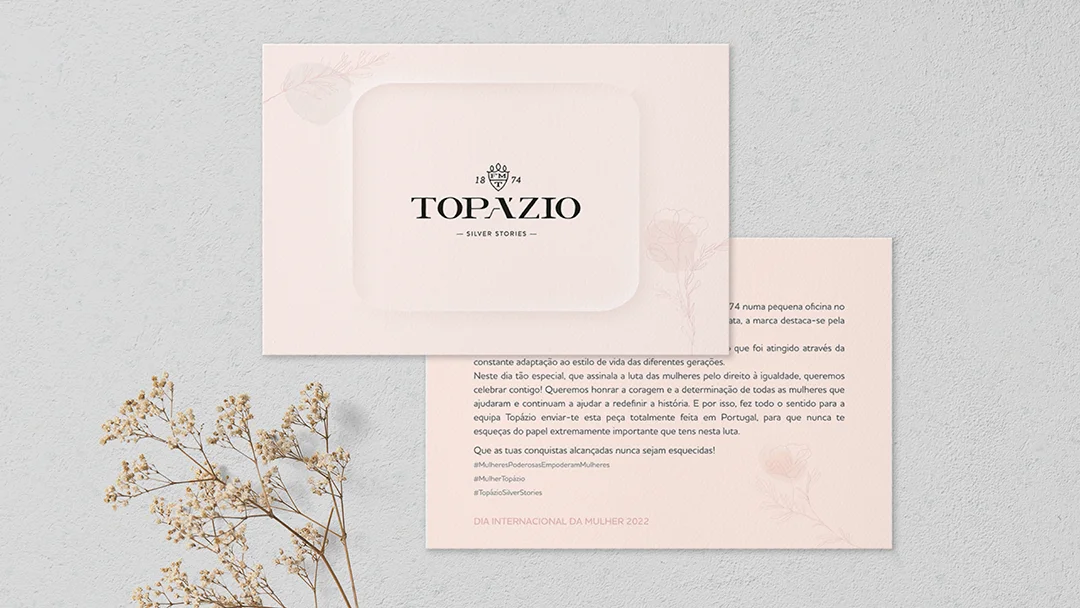 18 FMT 74
TOPÁZIO
— SILVER STORIES —
74 numa pequena oficina no
ata, a marca destaca-se pela
o que foi atingido através da
constante adaptação ao estilo de vida das diferentes gerações.
Neste dia tão especial, que assinala a luta das mulheres pelo direito à igualdade, queremos
celebrar contigo! Queremos honrar a coragem e a determinação de todas as mulheres que
ajudaram e continuam a ajudar a redefinir a história. E por isso, fez todo o sentido para a
equipa Topázio enviar-te esta peça totalmente feita em Portugal, para que nunca te
esqueças do papel extremamente importante que tens nesta luta.
Que as tuas conquistas alcançadas nunca sejam esquecidas!
#MulheresPoderosasEmpoderamMulheres
#MulherTopázio
#TopázioSilverStories
DIA INTERNACIONAL DA MULHER 2022